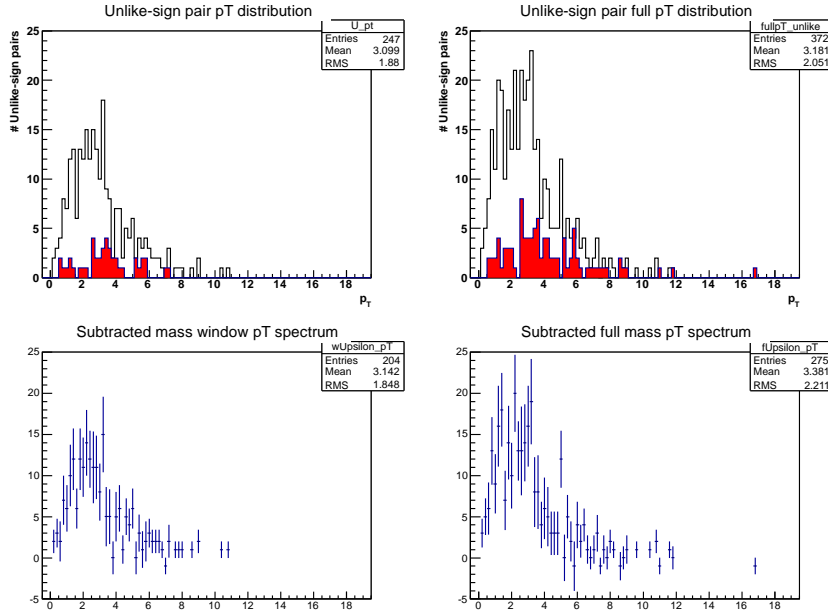 Unlike-sign pair pT distribution
U_pt
Entries 247
Mean 3.099
RMS 1.88
# Unlike-sign pairs
25
20
15
10
5
0
0 2 4 6 8 10 12 14 16 18
pT
Unlike-sign pair full pT distribution
fullpT_unlike
Entries 372
Mean 3.181
RMS 2.051
# Unlike-sign pairs
25
20
15
10
5
0
0 2 4 6 8 10 12 14 16 18
pT
Subtracted mass window pT spectrum
wUpsilon_pT
Entries 204
Mean 3.142
RMS 1.848
25
20
15
10
5
0
-5
0 2 4 6 8 10 12 14 16 18
Subtracted full mass pT spectrum
fUpsilon_pT
Entries 275
Mean 3.381
RMS 2.211
25
20
15
10
5
0
-5
0 2 4 6 8 10 12 14 16 18